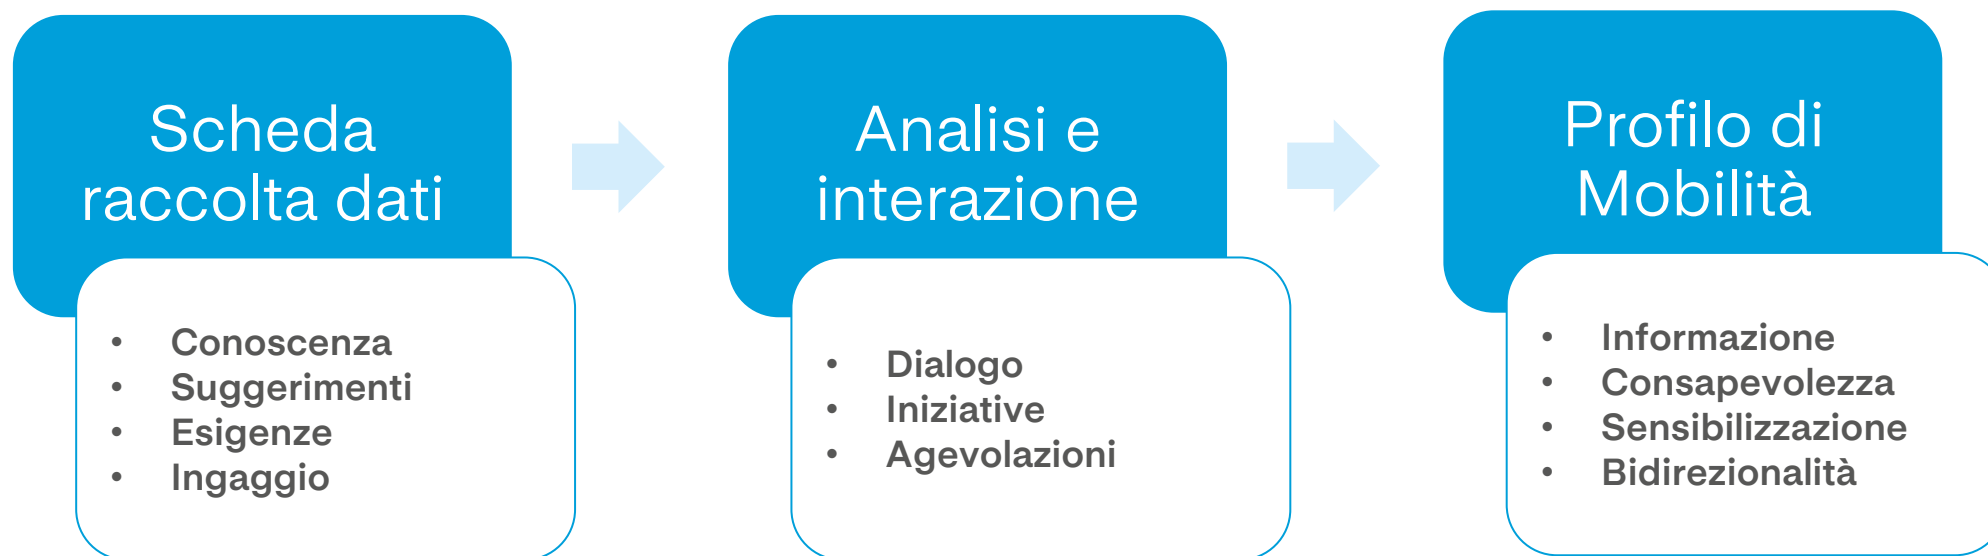 Scheda
raccolta dati
• Conoscenza
• Suggerimenti
• Esigenze
• Ingaggio
Analisi e
interazione
• Dialogo
• Iniziative
• Agevolazioni
Profilo di
Mobilità
• Informazione
• Consapevolezza
• Sensibilizzazione
• Bidirezionalità